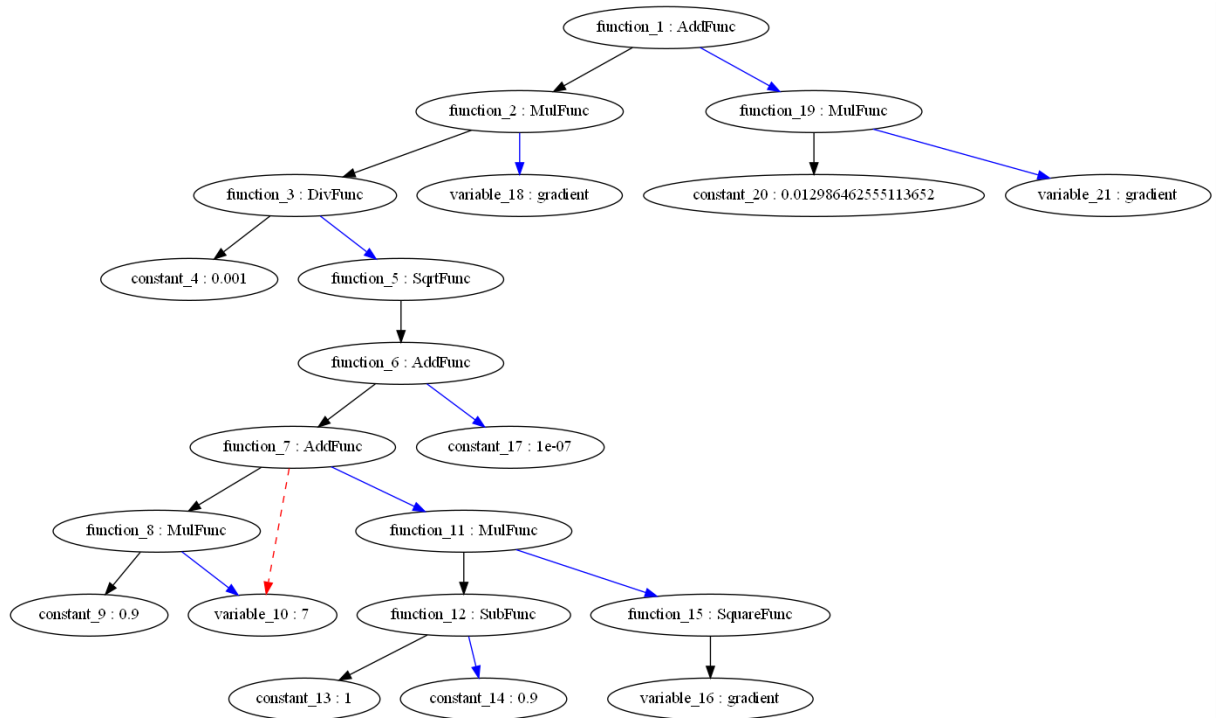 function_1 : AddFunc
function_2 : MulFunc
function_19 : MulFunc
function_3 : DivFunc
variable_18 : gradient
constant_20 : 0.012986462555113652
variable_21 : gradient
constant_4 : 0.001
function_5 : SqrtFunc
function_6 : AddFunc
function_7 : AddFunc
constant_17 : 1e-07
function_8 : MulFunc
function_11 : MulFunc
constant_9 : 0.9
variable_10 : 7
function_12 : SubFunc
function_15 : SquareFunc
constant_13 : 1
constant_14 : 0.9
variable_16 : gradient